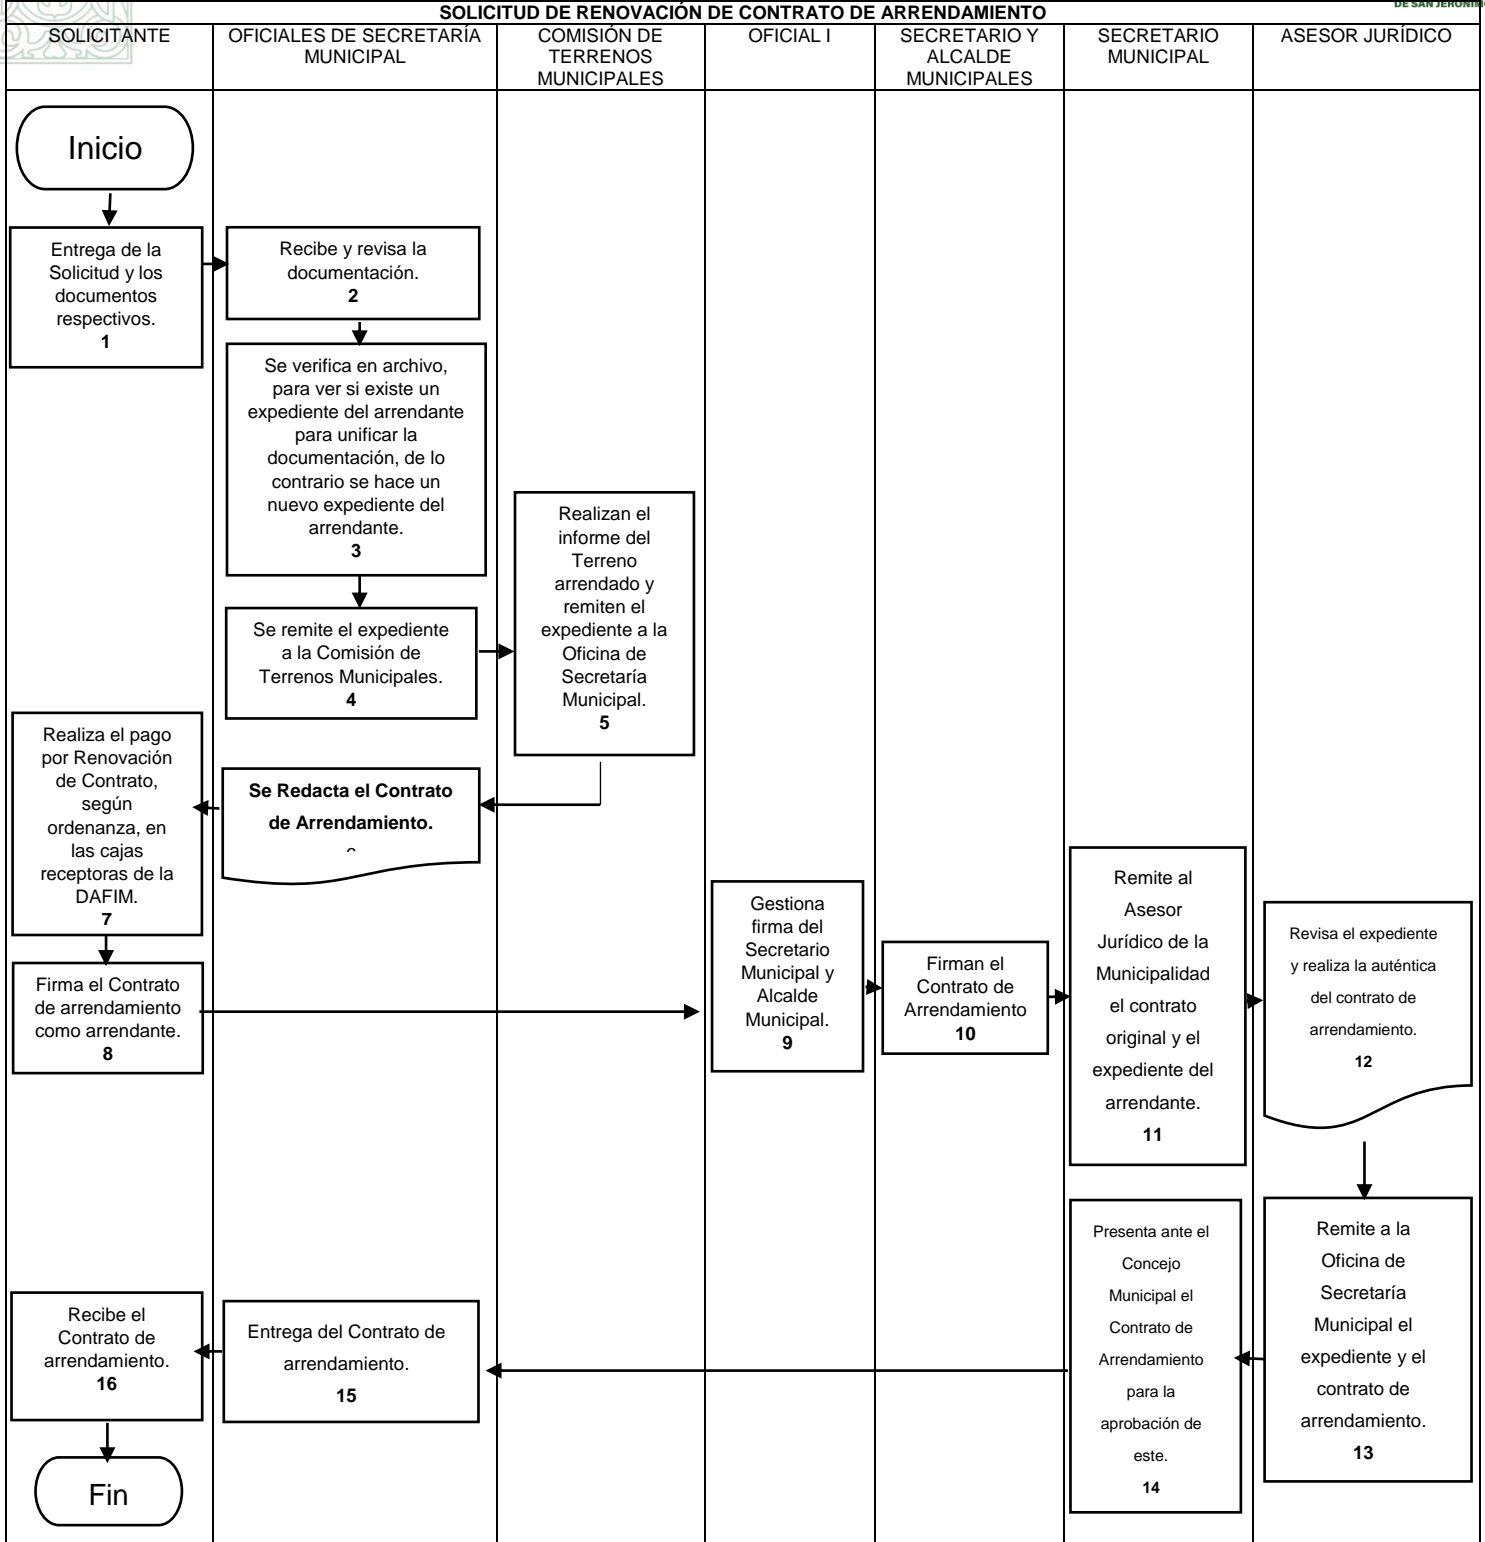 DE SAN JERÓNIMO
SOLICITUD DE RENOVACIÓN DE CONTRATO DE ARRENDAMIENTO
SOLICITANTE
OFICIALES DE SECRETARÍA
MUNICIPAL
COMISIÓN DE
TERRENOS
MUNICIPALES
OFICIAL I
SECRETARIO Y
ALCALDE
MUNICIPALES
SECRETARIO
MUNICIPAL
ASESOR JURÍDICO
Inicio
Entrega de la
Solicitud y los
documentos
respectivos.
1
Recibe y revisa la
documentación.
2
Se verifica en archivo,
para ver si existe un
expediente del arrendante
para unificar la
documentación, de lo
contrario se hace un
nuevo expediente del
arrendante.
3
Se remite el expediente
a la Comisión de
Terrenos Municipales.
4
Realizan el
informe del
Terreno
arrendado y
remiten el
expediente a la
Oficina de
Secretaría
Municipal.
5
Se Redacta el Contrato
de Arrendamiento.
Realiza el pago
por Renovación
de Contrato,
según
ordenanza, en
las cajas
receptoras de la
DAFIM.
7
Firma el Contrato
de arrendamiento
como arrendante.
8
Gestiona
firma del
Secretario
Municipal y
Alcalde
Municipal.
9
Firman el
Contrato de
Arrendamiento
10
Remite al
Asesor
Jurídico de la
Municipalidad
el contrato
original y el
expediente del
arrendante.
11
Revisa el expediente
y realiza la auténtica
del contrato de
arrendamiento.
12
Remite a la
Oficina de
Secretaría
Municipal el
expediente y el
contrato de
arrendamiento.
13
Presenta ante el
Concejo
Municipal el
Contrato de
Arrendamiento
para la
aprobación de
este.
14
Entrega del Contrato de
arrendamiento.
15
Recibe el
Contrato de
arrendamiento.
16
Fin